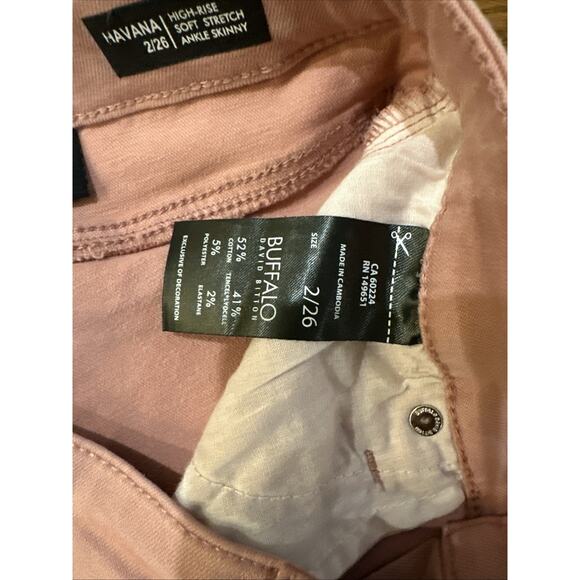 HAVANA
2/26
HIGH-RISE
SOFT STRETCH
ANKLE SKINNY
CA 60224
RN 149651
MADE IN CAMBODIA
SIZE
2/26
BUFFALO
DAVID BITTON
52% 41%
COTTON TENCEL®LYOCELL
5% 2%
POLYESTER ELASTANE
EXCLUSIVE OF DECORATION